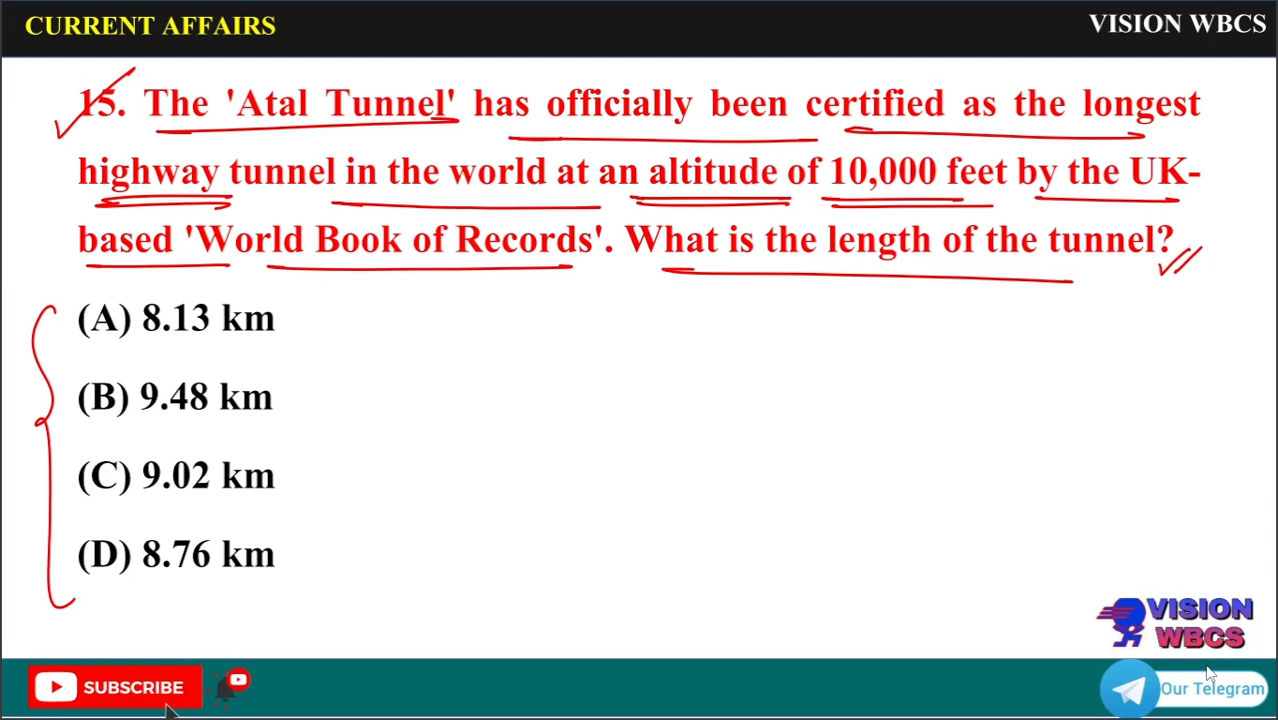 CURRENT AFFAIRS
VISION WBCS
15. The 'Atal Tunnel' has officially been certified as the longest
highway tunnel in the world at an altitude of 10,000 feet by the UK-
based 'World Book of Records'. What is the length of the tunnel?
(A) 8.13 km
(B) 9.48 km
(C) 9.02 km
(D) 8.76 km
VISION
WBCS
SUBSCRIBE
Our Telegram